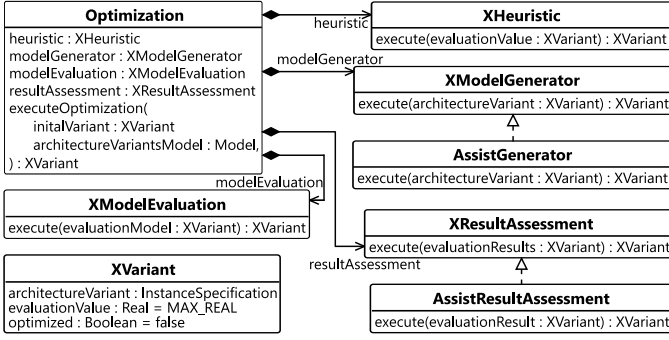 Optimization
heuristic : XHeuristic
modelGenerator : XModelGenerator
modelEvaluation : XModelEvaluation
resultAssessment : XResultAssessment
executeOptimization(
initalVariant : XVariant
architectureVariantsModel : Model,
) : XVariant
heuristic
modelGenerator
modelEvaluation
resultAssessment
XHeuristic
execute(evaluationValue : XVariant) : XVariant
XModelGenerator
execute(architectureVariant : XVariant) : XVariant
AssistGenerator
execute(architectureVariant : XVariant) : XVariant
XModelEvaluation
execute(evaluationModel : XVariant) : XVariant
XResultAssessment
execute(evaluationResults : XVariant) : XVariant
AssistResultAssessment
execute(evaluationResult : XVariant) : XVariant
XVariant
architectureVariant : InstanceSpecification
evaluationValue : Real = MAX_REAL
optimized : Boolean = false